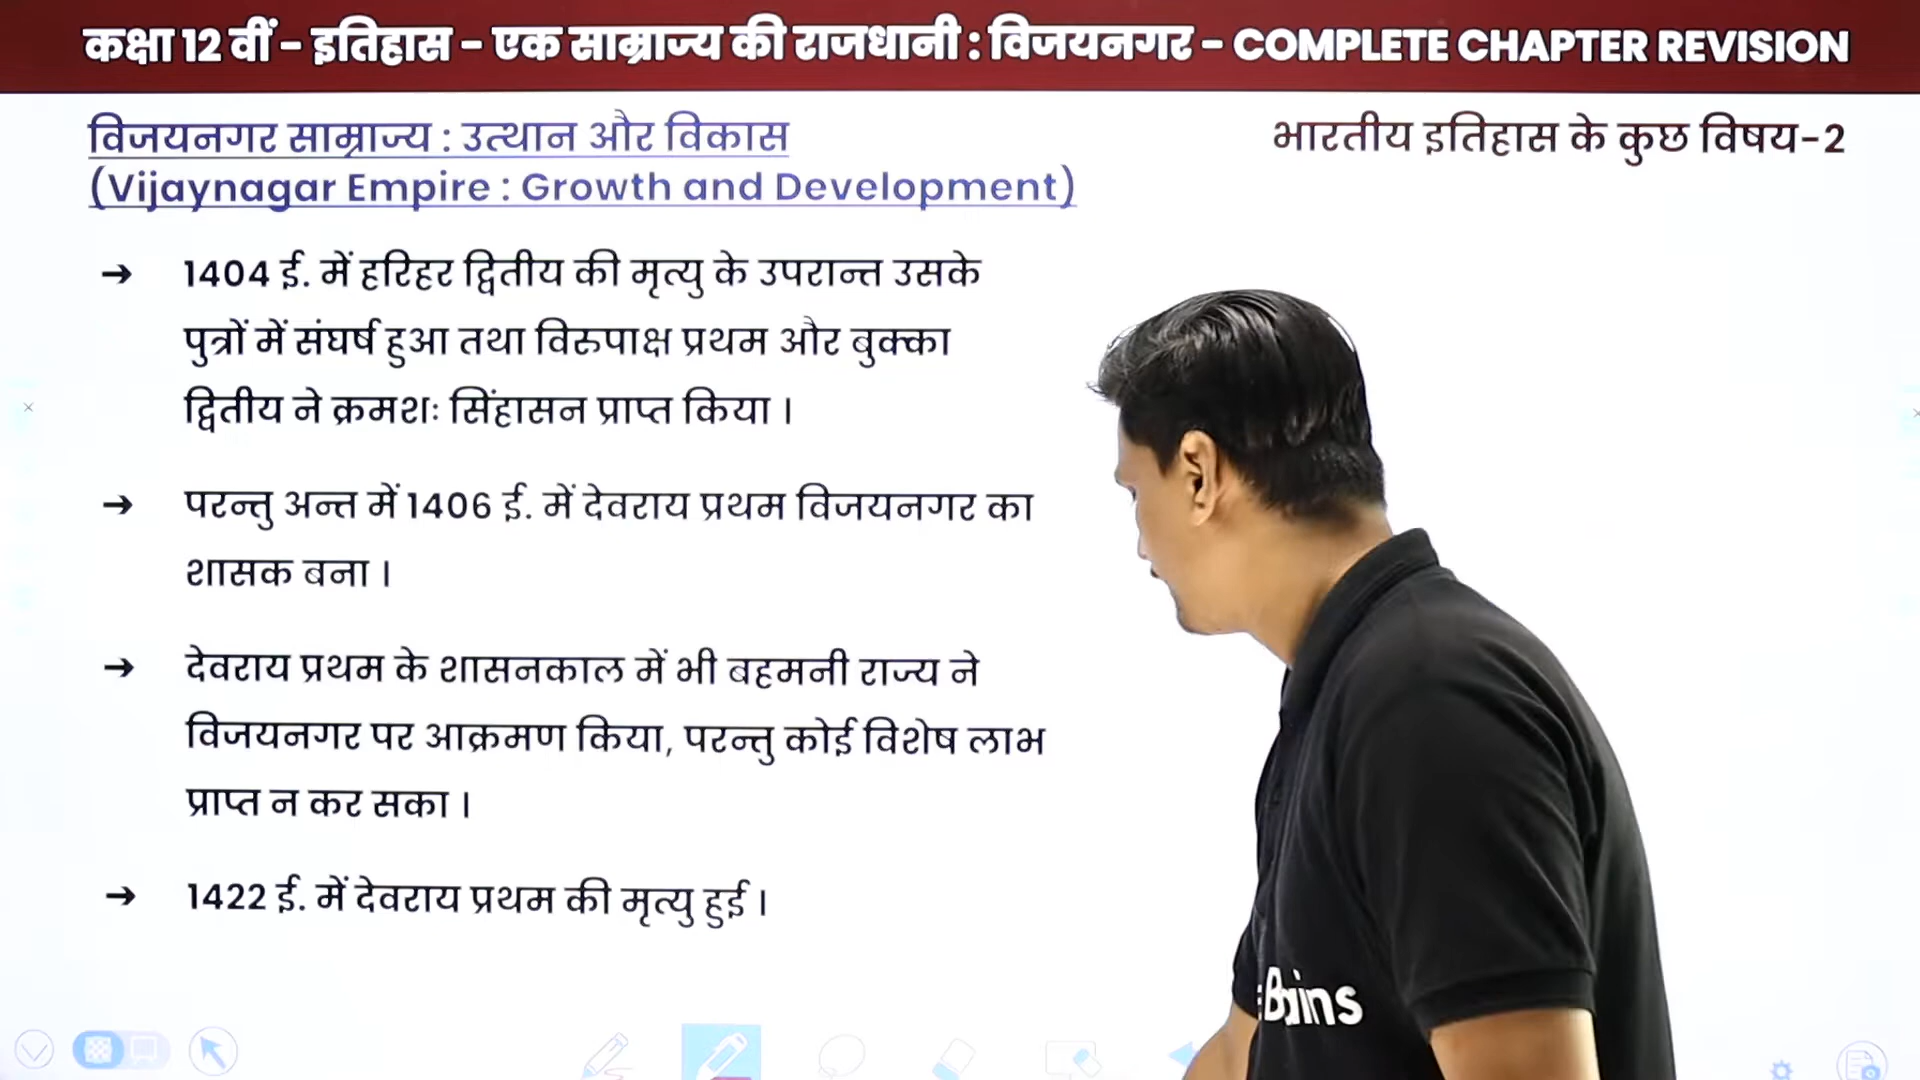 कक्षा 12 वीं - इतिहास - एक साम्राज्य की राजधानी : विजयनगर - COMPLETE CHAPTER REVISION
विजयनगर साम्राज्य : उत्थान और विकास
भारतीय इतिहास के कुछ विषय-2
(Vijaynagar Empire : Growth and Development)
→ 1404 ई. में हरिहर द्वितीय की मृत्यु के उपरान्त उसके
पुत्रों में संघर्ष हुआ तथा विरुपाक्ष प्रथम और बुक्का
द्वितीय ने क्रमशः सिंहासन प्राप्त किया ।
→ परन्तु अन्त में 1406 ई. में देवराय प्रथम विजयनगर का
शासक बना ।
→ देवराय प्रथम के शासनकाल में भी बहमनी राज्य ने
विजयनगर पर आक्रमण किया, परन्तु कोई विशेष लाभ
प्राप्त न कर सका ।
→ 1422 ई. में देवराय प्रथम की मृत्यु हुई ।